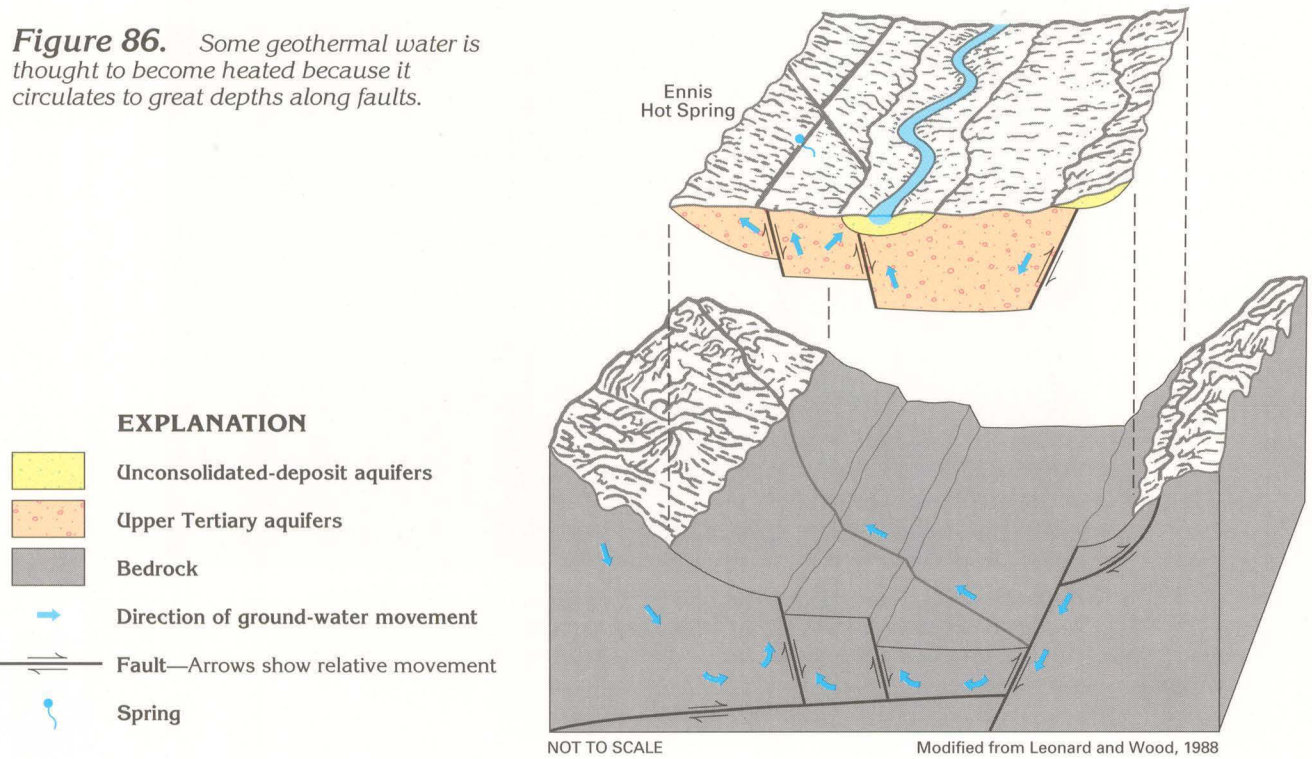 Figure 86. Some geothermal water is
thought to become heated because it
circulates to great depths along faults.
Ennis
Hot Spring
EXPLANATION
Unconsolidated-deposit aquifers
Upper Tertiary aquifers
Bedrock
Direction of ground-water movement
Fault—Arrows show relative movement
Spring
NOT TO SCALE
Modified from Leonard and Wood, 1988